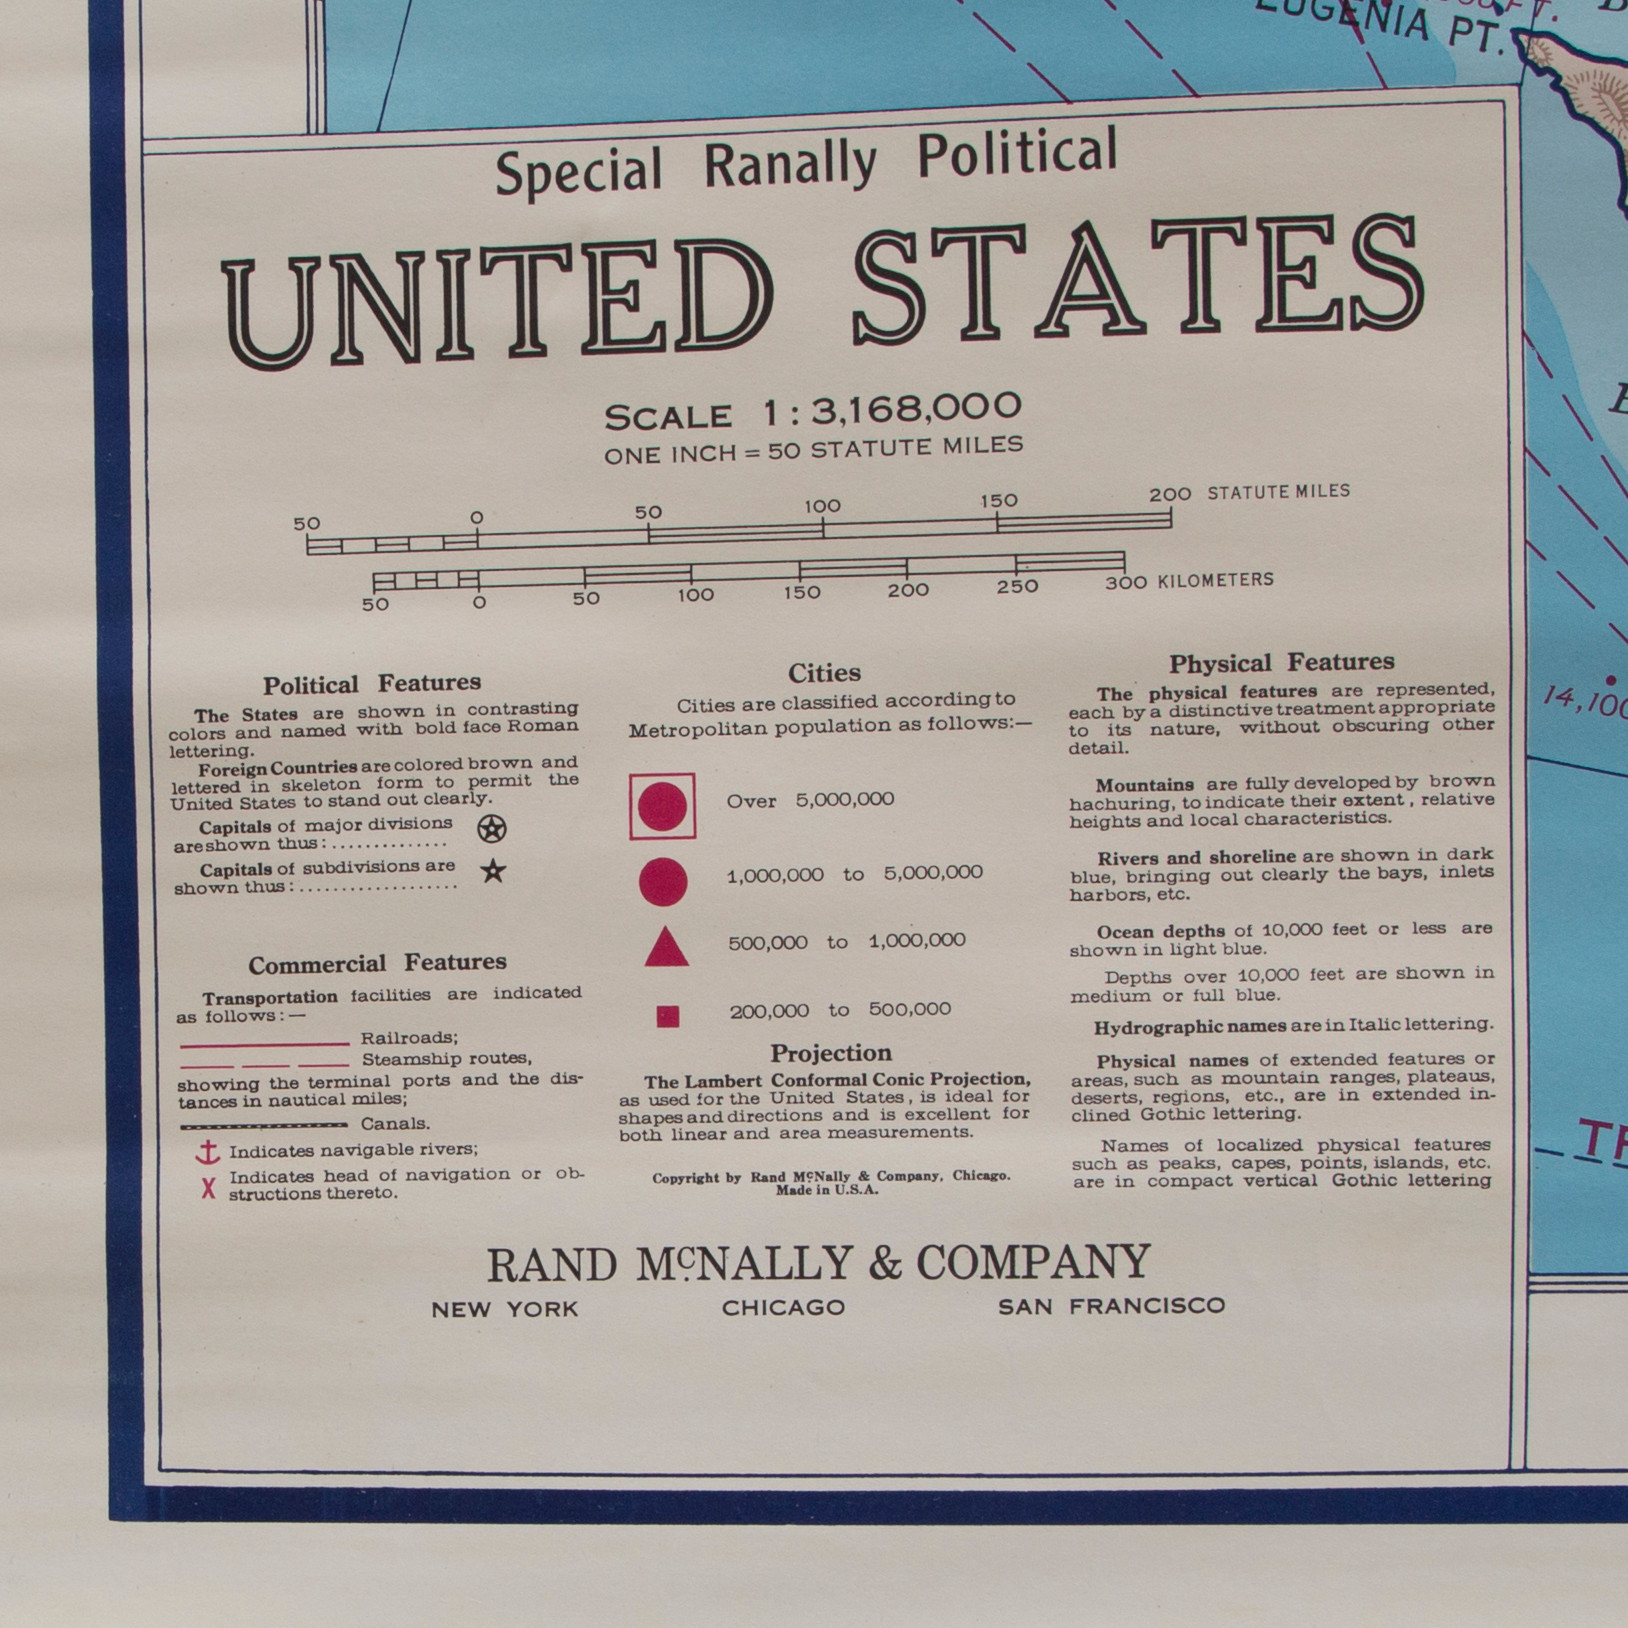 EUGENIA PT.
Special Ranally Political
UNITED STATES
SCALE 1 : 3,168,000
ONE INCH = 50 STATUTE MILES
50 0 50 100 150 200 STATUTE MILES
50 0 50 100 150 200 250 300 KILOMETERS
Political Features
The States are shown in contrasting
colors and named with bold face Roman
lettering.
Foreign Countries are colored brown and
lettered in skeleton form to permit the
United States to stand out clearly.
Capitals of major divisions
are shown thus: ..............
Capitals of subdivisions are
shown thus: ...................
Commercial Features
Transportation facilities are indicated
as follows:—
Railroads;
Steamship routes,
showing the terminal ports and the dis-
tances in nautical miles;
Canals.
Indicates navigable rivers;
X Indicates head of navigation or ob-
structions thereto.
Cities
Cities are classified according to
Metropolitan population as follows:—
Over 5,000,000
1,000,000 to 5,000,000
500,000 to 1,000,000
200,000 to 500,000
Projection
The Lambert Conformal Conic Projection,
as used for the United States, is ideal for
shapes and directions and is excellent for
both linear and area measurements.
Copyright by Rand McNally & Company, Chicago.
Made in U.S.A.
Physical Features
The physical features are represented,
each by a distinctive treatment appropriate
to its nature, without obscuring other
detail.
Mountains are fully developed by brown
hachuring, to indicate their extent, relative
heights and local characteristics.
Rivers and shoreline are shown in dark
blue, bringing out clearly the bays, inlets
harbors, etc.
Ocean depths of 10,000 feet or less are
shown in light blue.
Depths over 10,000 feet are shown in
medium or full blue.
Hydrographic names are in Italic lettering.
Physical names of extended features or
areas, such as mountain ranges, plateaus,
deserts, regions, etc., are in extended in-
clined Gothic lettering.
Names of localized physical features
such as peaks, capes, points, islands, etc.
are in compact vertical Gothic lettering
RAND McNALLY & COMPANY
NEW YORK CHICAGO SAN FRANCISCO